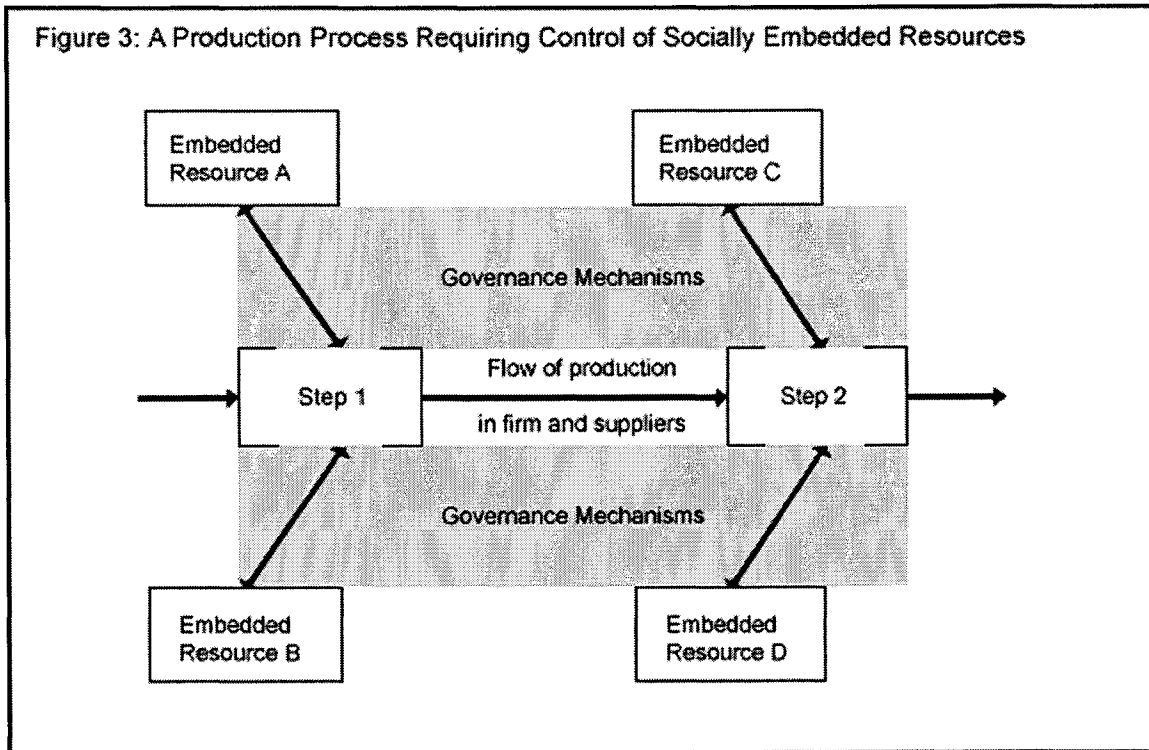 Figure 3: A Production Process Requiring Control of Socially Embedded Resources
Embedded
Resource A
Embedded
Resource C
Governance Mechanisms
Step 1
Flow of production
in firm and suppliers
Step 2
Governance Mechanisms
Embedded
Resource B
Embedded
Resource D